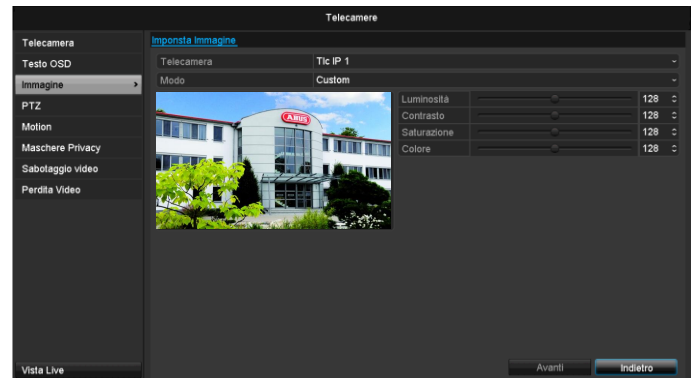 Telecamere
Telecamera
Testo OSD
Immagine
PTZ
Motion
Maschere Privacy
Sabotaggio video
Perdita Video
Vista Live
Imponsta Immagine
Telecamera Tlc IP 1
Modo Custom
ABUS
Luminosità 128
Contrasto 128
Saturazione 128
Colore 128
Avanti Indietro